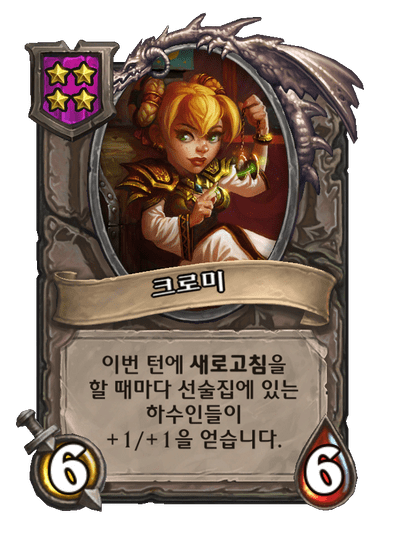 크로미
이번 턴에 새로고침을
할 때마다 선술집에 있는
하수인들이
+1/+1을 얻습니다.
6
6